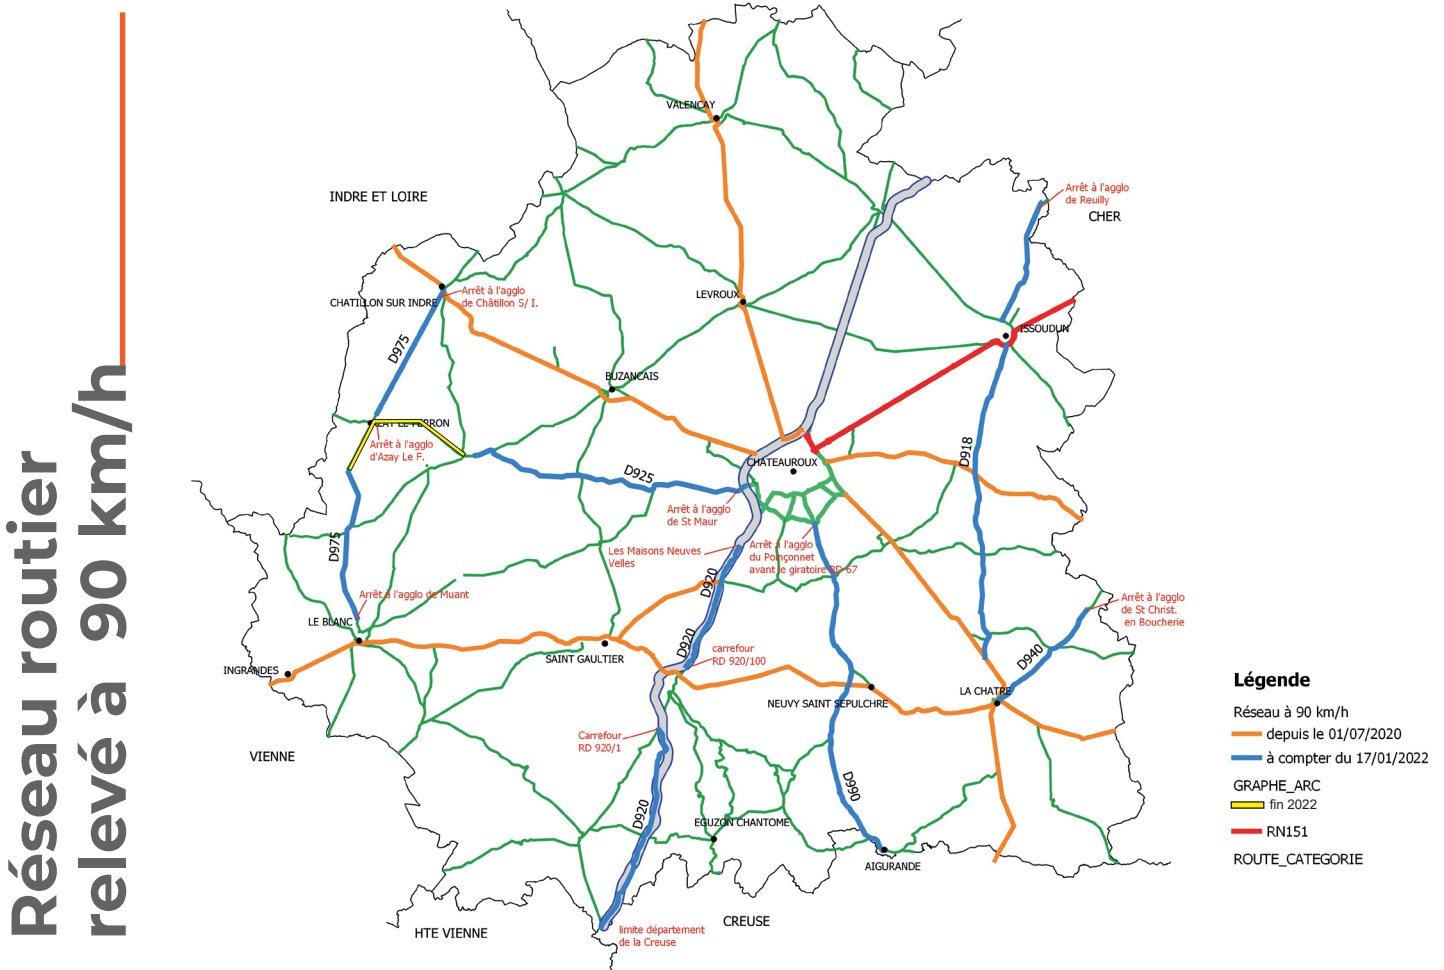 Réseau routier
relevé à 90 km/h
INDRE ET LOIRE
VALENCAY
Arrêt à l'agglo
de Reuilly
CHER
CHATILLON SUR INDRE
Arrêt à l'agglo
de Châtillon S/ I.
LEVROUX
ISSOUDUN
D975
BUZANCAIS
AZAY LE FERRON
Arrêt à l'agglo
d'Azay Le F.
D918
CHATEAUROUX
D925
Arrêt à l'agglo
de St Maur
D975
Les Maisons Neuves
Velles
Arrêt à l'agglo
du Poinçonnet
avant le giratoire RD 67
D920
Arrêt à l'agglo de Muant
Arrêt à l'agglo
de St Christ.
en Boucherie
LE BLANC
D920
carrefour
RD 920/100
D940
SAINT GAULTIER
INGRANDES
NEUVY SAINT SEPULCHRE
LA CHATRE
Carrefour
RD 920/1
VIENNE
D990
D920
EGUZON CHANTOME
AIGURANDE
HTE VIENNE
CREUSE
limite département
de la Creuse
Légende
Réseau à 90 km/h
depuis le 01/07/2020
à compter du 17/01/2022
GRAPHE_ARC
fin 2022
RN151
ROUTE_CATEGORIE